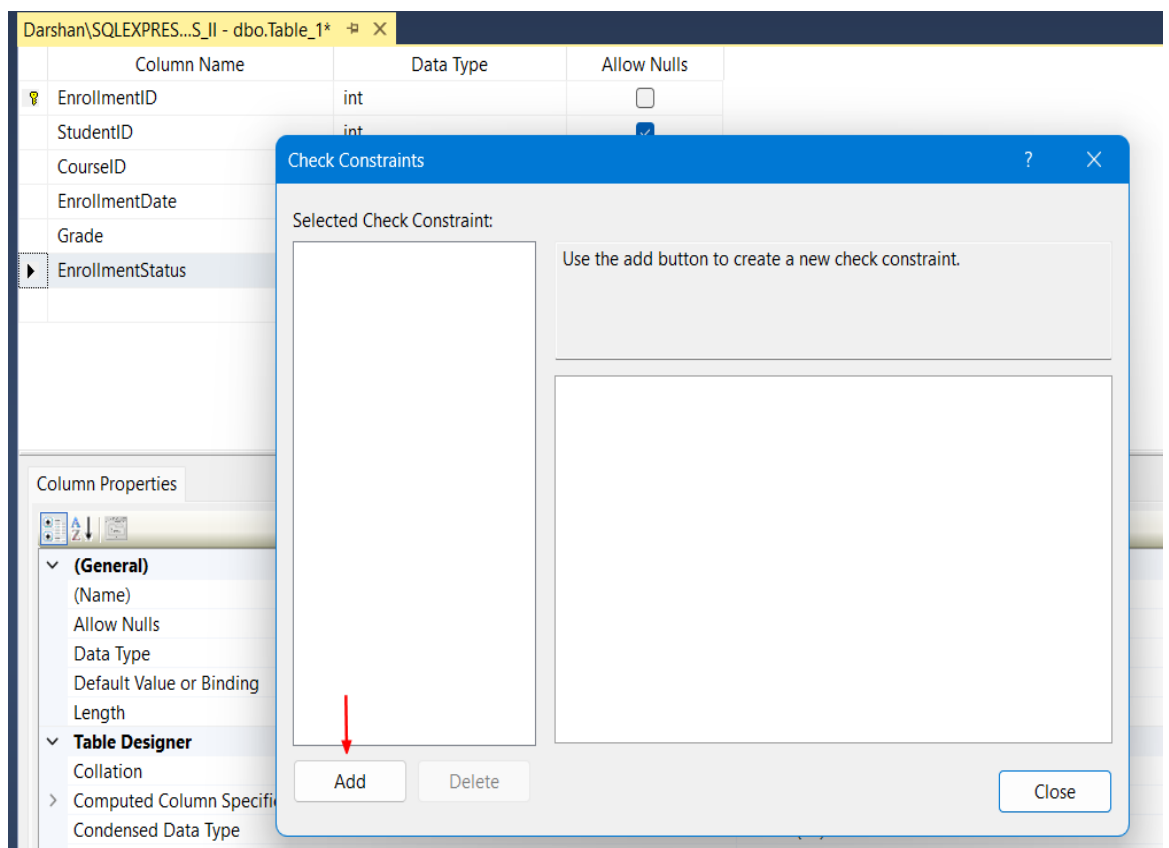 Darshan\SQLEXPRES...S_II - dbo.Table_1*
Column Name Data Type Allow Nulls
EnrollmentID int
StudentID int
CourseID
EnrollmentDate
Grade
EnrollmentStatus
Check Constraints ?
Selected Check Constraint:
Use the add button to create a new check constraint.
Add Delete
Close
Column Properties
(General)
(Name)
Allow Nulls
Data Type
Default Value or Binding
Length
Table Designer
Collation
Computed Column Specifi
Condensed Data Type